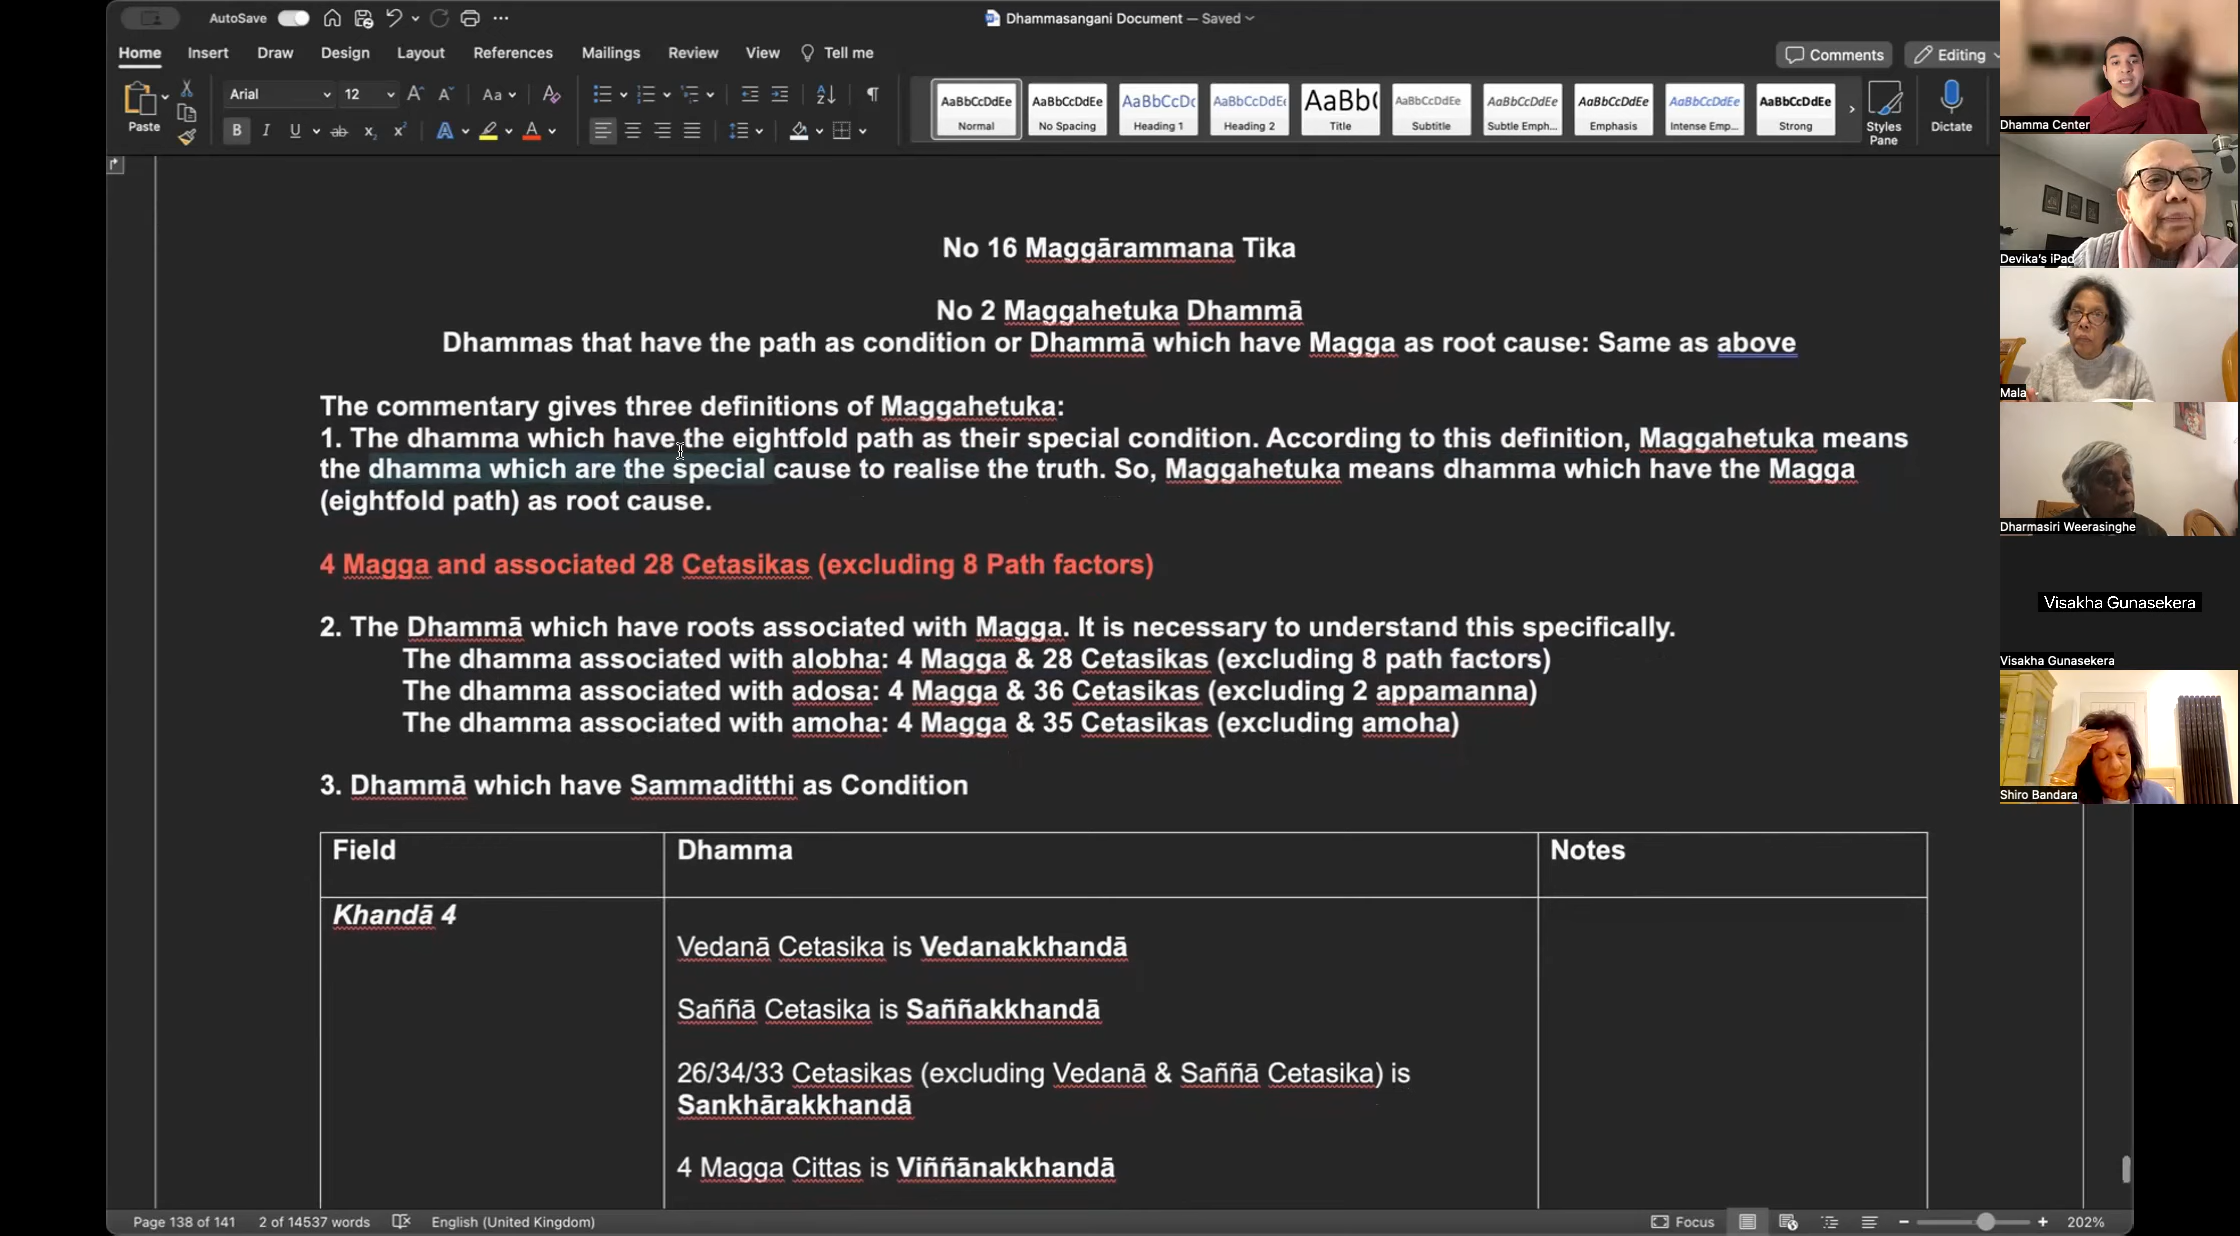 AutoSave
Dhammasangani Document — Saved
Home Insert Draw Design Layout References Mailings Review View Tell me
Comments Editing
Paste
Arial 12 Aa
B I U ab x₂ x² A A
AaBbCcDdEe AaBbCcDdEe AaBbCcDc AaBbCcDdEe AaBb( AaBbCcDdEe AaBbCcDdEe AaBbCcDdEe AaBbCcDdEe AaBbCcDdEe
Normal No Spacing Heading 1 Heading 2 Title Subtitle Subtle Emph... Emphasis Intense Emp... Strong
Styles Pane
Dictate
No 16 Maggārammana Tika
No 2 Maggahetuka Dhammā
Dhammas that have the path as condition or Dhammā which have Magga as root cause: Same as above
The commentary gives three definitions of Maggahetuka:
1. The dhamma which have the eightfold path as their special condition. According to this definition, Maggahetuka means
the dhamma which are the special cause to realise the truth. So, Maggahetuka means dhamma which have the Magga
(eightfold path) as root cause.
4 Magga and associated 28 Cetasikas (excluding 8 Path factors)
2. The Dhammā which have roots associated with Magga. It is necessary to understand this specifically.
The dhamma associated with alobha: 4 Magga & 28 Cetasikas (excluding 8 path factors)
The dhamma associated with adosa: 4 Magga & 36 Cetasikas (excluding 2 appamanna)
The dhamma associated with amoha: 4 Magga & 35 Cetasikas (excluding amoha)
3. Dhammā which have Sammaditthi as Condition
Field Dhamma Notes
Khandā 4
Vedanā Cetasika is Vedanakkhandā
Saññā Cetasika is Saññakkhandā
26/34/33 Cetasikas (excluding Vedanā & Saññā Cetasika) is
Sankhārakkhandā
4 Magga Cittas is Viññānakkhandā
Page 138 of 141 2 of 14537 words English (United Kingdom)
Focus
202%
Dhamma Center
Devika's iPad
Mala
Dharmasiri Weerasinghe
Visakha Gunasekera
Visakha Gunasekera
Shiro Bandara